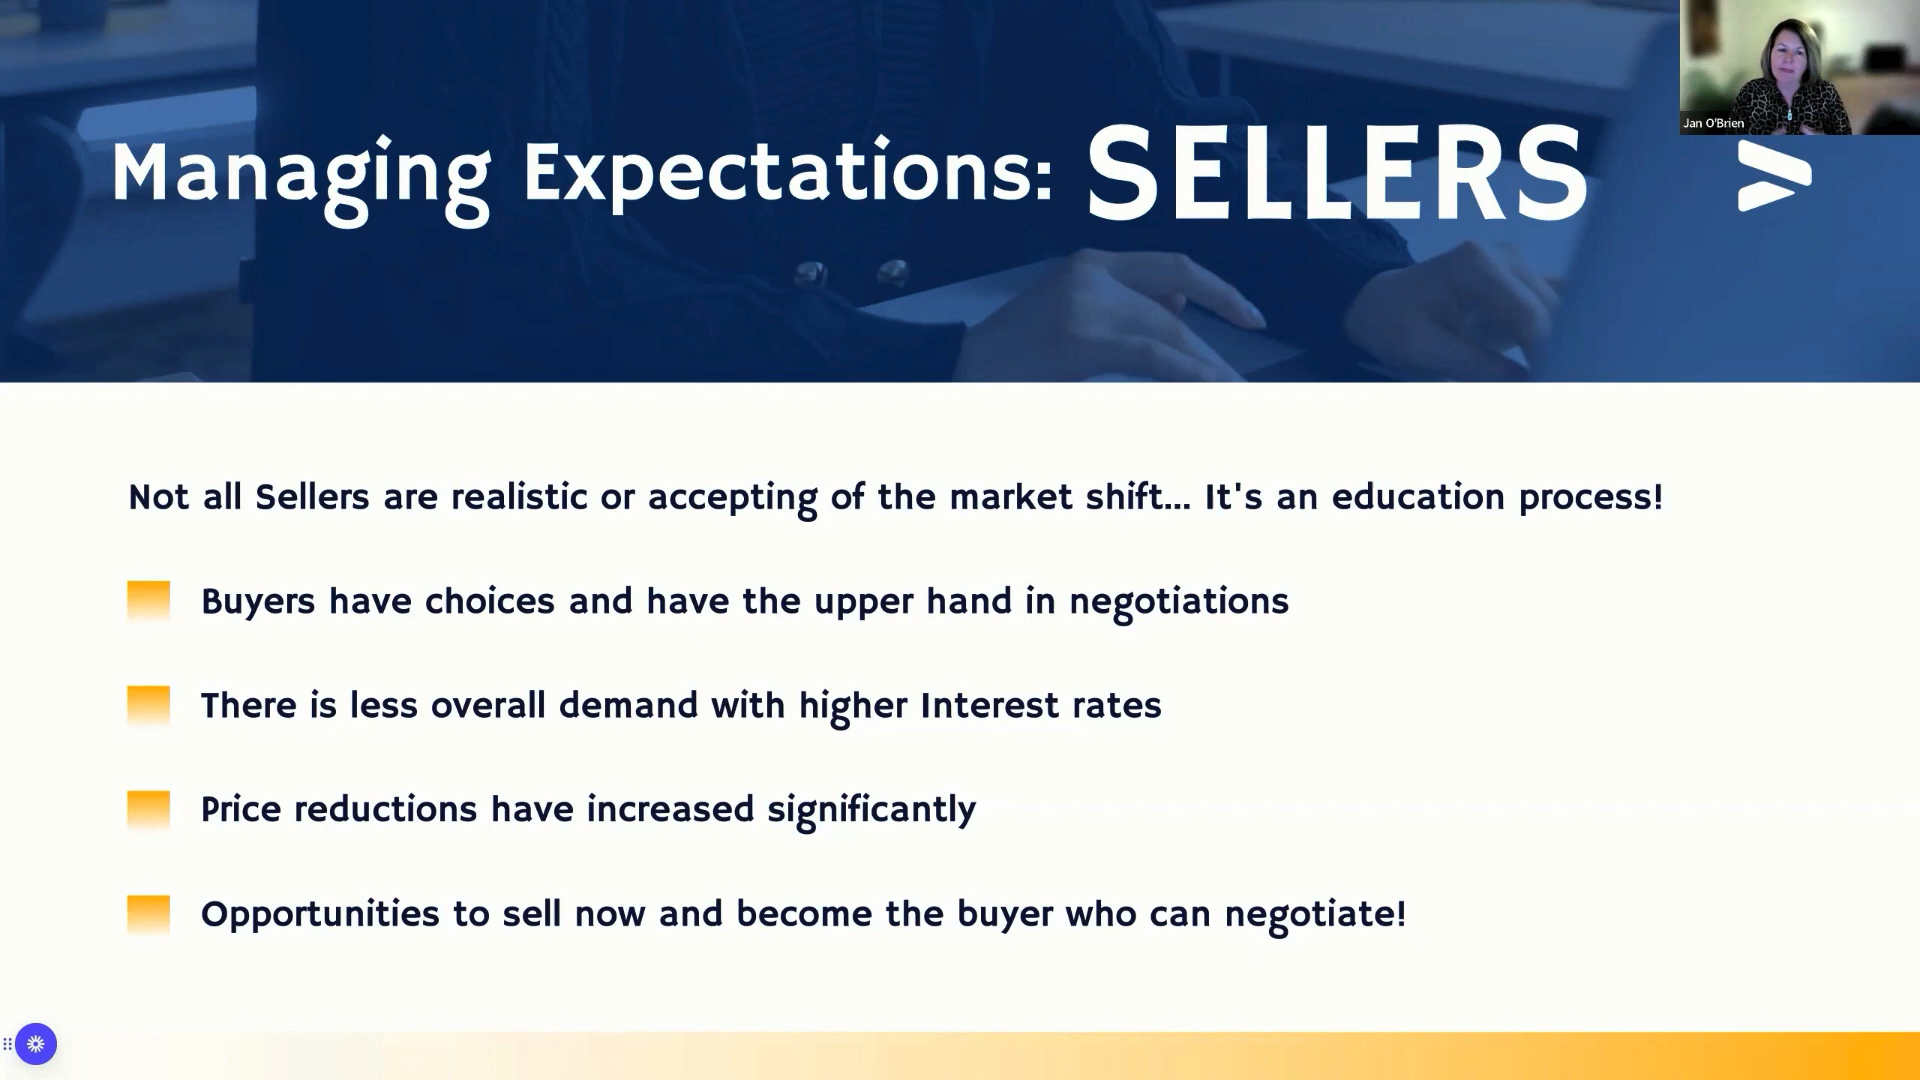 Jan O'Brien
Managing Expectations: SELLERS
Not all Sellers are realistic or accepting of the market shift... It's an education process!
Buyers have choices and have the upper hand in negotiations
There is less overall demand with higher Interest rates
Price reductions have increased significantly
Opportunities to sell now and become the buyer who can negotiate!